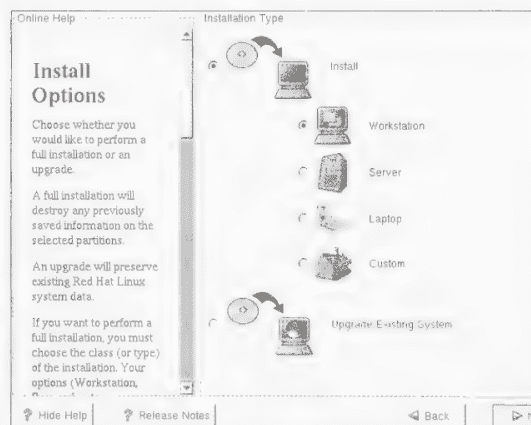 Online Help
Installation Type
Install
Options
Choose whether you
would like to perform a
full installation or an
upgrade.
A full installation will
destroy any previously
saved information on the
selected partitions.
An upgrade will preserve
existing Red Hat Linux
system data.
If you want to perform a
full installation, you must
choose the class (or type)
of the installation. Your
options (Workstation,
Install
Workstation
Server
Laptop
Custom
Upgrade Existing System
Hide Help
Release Notes
Back